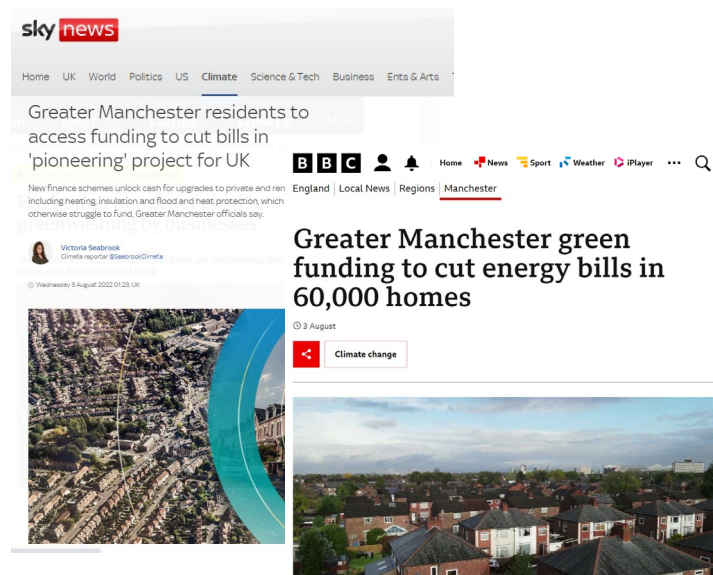 sky news
Home UK World Politics US Climate Science & Tech Business Ents & Arts
Greater Manchester residents to
access funding to cut bills in
'pioneering' project for UK
New finance schemes unlock cash for upgrades to private and ren
including heating, insulation and flood and heat protection, which
otherwise struggle to fund, Greater Manchester officials say.
greenwashing by businesses
Victoria Seabrook
Climate reporter @SeabrookClimate
Wednesday 3 August 2022 01:23, UK
BBC Home News Sport Weather iPlayer
England Local News Regions Manchester
Greater Manchester green
funding to cut energy bills in
60,000 homes
3 August
Climate change